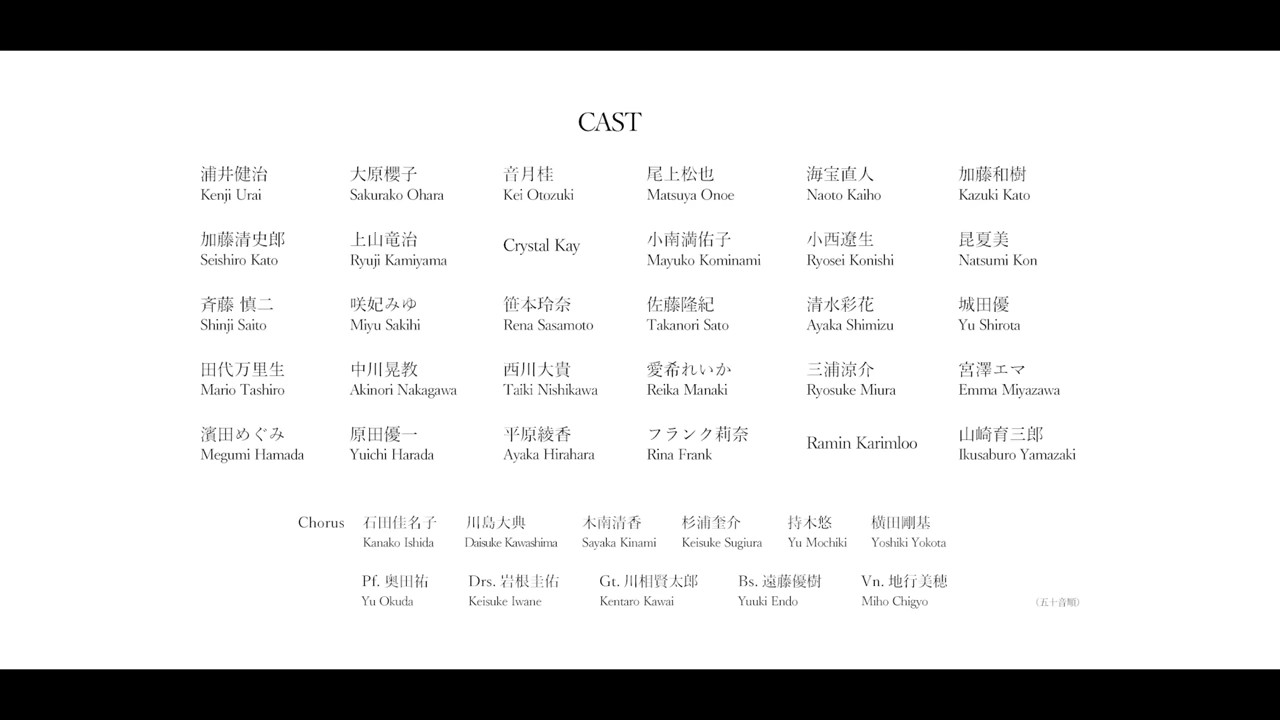 CAST
浦井健治 大原櫻子 音月桂 尾上松也 海宝直人 加藤和樹
Kenji Urai Sakurako Ohara Kei Otozuki Matsuya Onoe Naoto Kaiho Kazuki Kato
加藤清史郎 上山竜治 Crystal Kay 小南満佑子 小西遼生 昆夏美
Seishiro Kato Ryuji Kamiyama Mayuko Kominami Ryosei Konishi Natsumi Kon
斉藤 慎二 咲妃みゆ 笹本玲奈 佐藤隆紀 清水彩花 城田優
Shinji Saito Miyu Sakihi Rena Sasamoto Takanori Sato Ayaka Shimizu Yu Shirota
田代万里生 中川晃教 西川大貴 愛希れいか 三浦涼介 宮澤エマ
Mario Tashiro Akinori Nakagawa Taiki Nishikawa Reika Manaki Ryosuke Miura Emma Miyazawa
濱田めぐみ 原田優一 平原綾香 フランク莉奈 Ramin Karimloo 山崎育三郎
Megumi Hamada Yuichi Harada Ayaka Hirahara Rina Frank Ikusaburo Yamazaki
Chorus 石田佳名子 川島大典 木南清香 杉浦奎介 持木悠 横田剛基
Kanako Ishida Daisuke Kawashima Sayaka Kinami Keisuke Sugiura Yu Mochiki Yoshiki Yokota
Pf. 奥田祐 Drs. 岩根圭佑 Gt. 川相賢太郎 Bs. 遠藤優樹 Vn. 地行美穂
Yu Okuda Keisuke Iwane Kentaro Kawai Yuuki Endo Miho Chigyo
(五十音順)